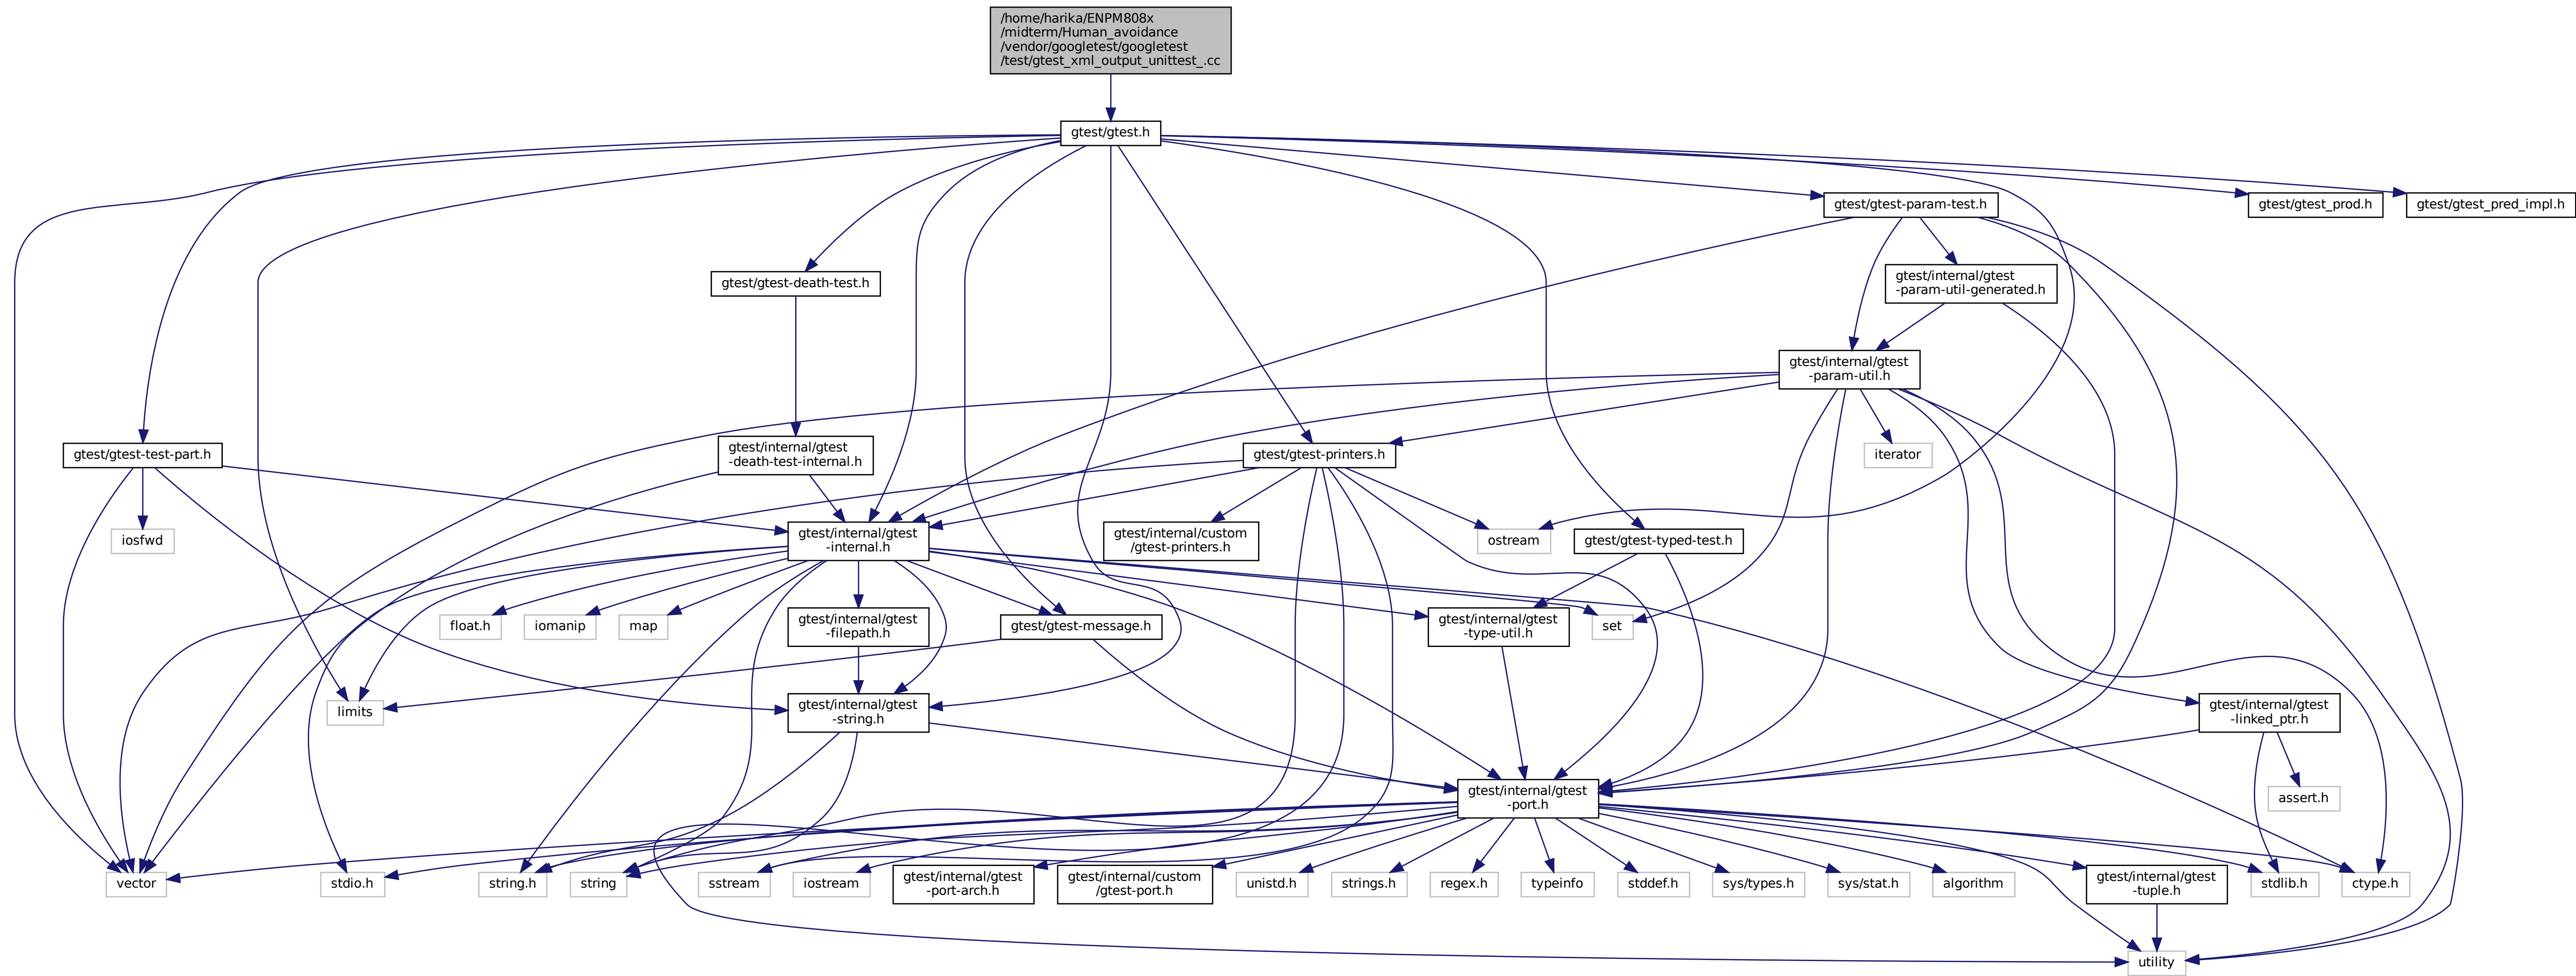 /home/harika/ENPM808x
/midterm/Human_avoidance
/vendor/googletest/googletest
/test/gtest_xml_output_unittest_.cc
gtest/gtest.h
gtest/gtest-param-test.h
gtest/gtest_prod.h
gtest/gtest_pred_impl.h
gtest/gtest-death-test.h
gtest/internal/gtest
-param-util-generated.h
gtest/internal/gtest
-param-util.h
gtest/gtest-test-part.h
gtest/internal/gtest
-death-test-internal.h
gtest/gtest-printers.h
iterator
iosfwd
gtest/internal/gtest
-internal.h
gtest/internal/custom
/gtest-printers.h
ostream
gtest/gtest-typed-test.h
float.h
iomanip
map
gtest/internal/gtest
-filepath.h
gtest/gtest-message.h
gtest/internal/gtest
-type-util.h
set
limits
gtest/internal/gtest
-string.h
gtest/internal/gtest
-linked_ptr.h
gtest/internal/gtest
-port.h
assert.h
vector
stdio.h
string.h
string
sstream
iostream
gtest/internal/gtest
-port-arch.h
gtest/internal/custom
/gtest-port.h
unistd.h
strings.h
regex.h
typeinfo
stddef.h
sys/types.h
sys/stat.h
algorithm
gtest/internal/gtest
-tuple.h
stdlib.h
ctype.h
utility